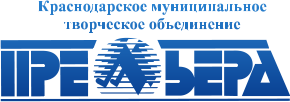 Краснодарское муниципальное
творческое объединение
ПРЕМЬЕРА